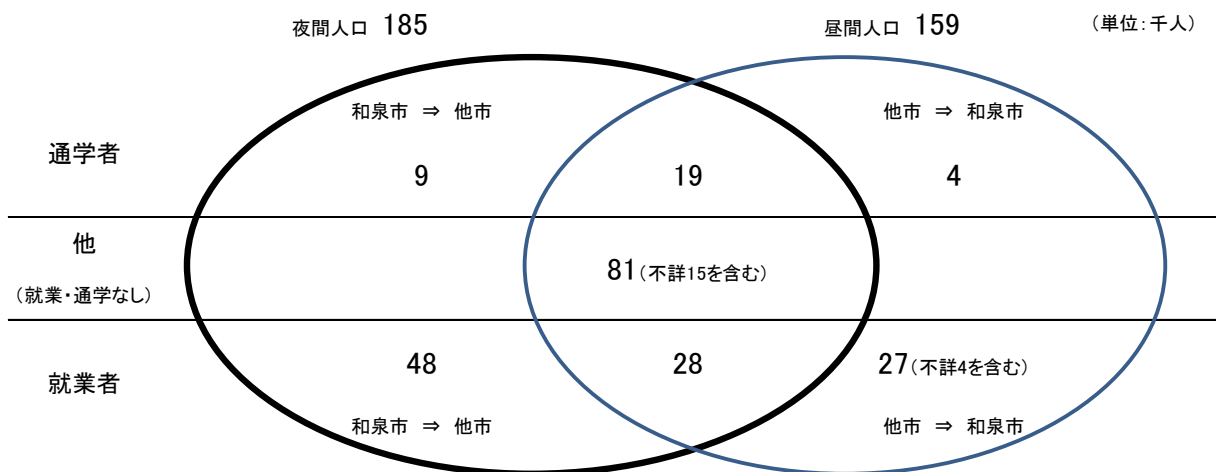 夜間人口 185 昼間人口 159 (単位:千人)
和泉市 ⇒ 他市 他市 ⇒ 和泉市
通学者
9 19 4
他
81(不詳15を含む)
(就業・通学なし)
48 28 27(不詳4を含む)
就業者
和泉市 ⇒ 他市 他市 ⇒ 和泉市